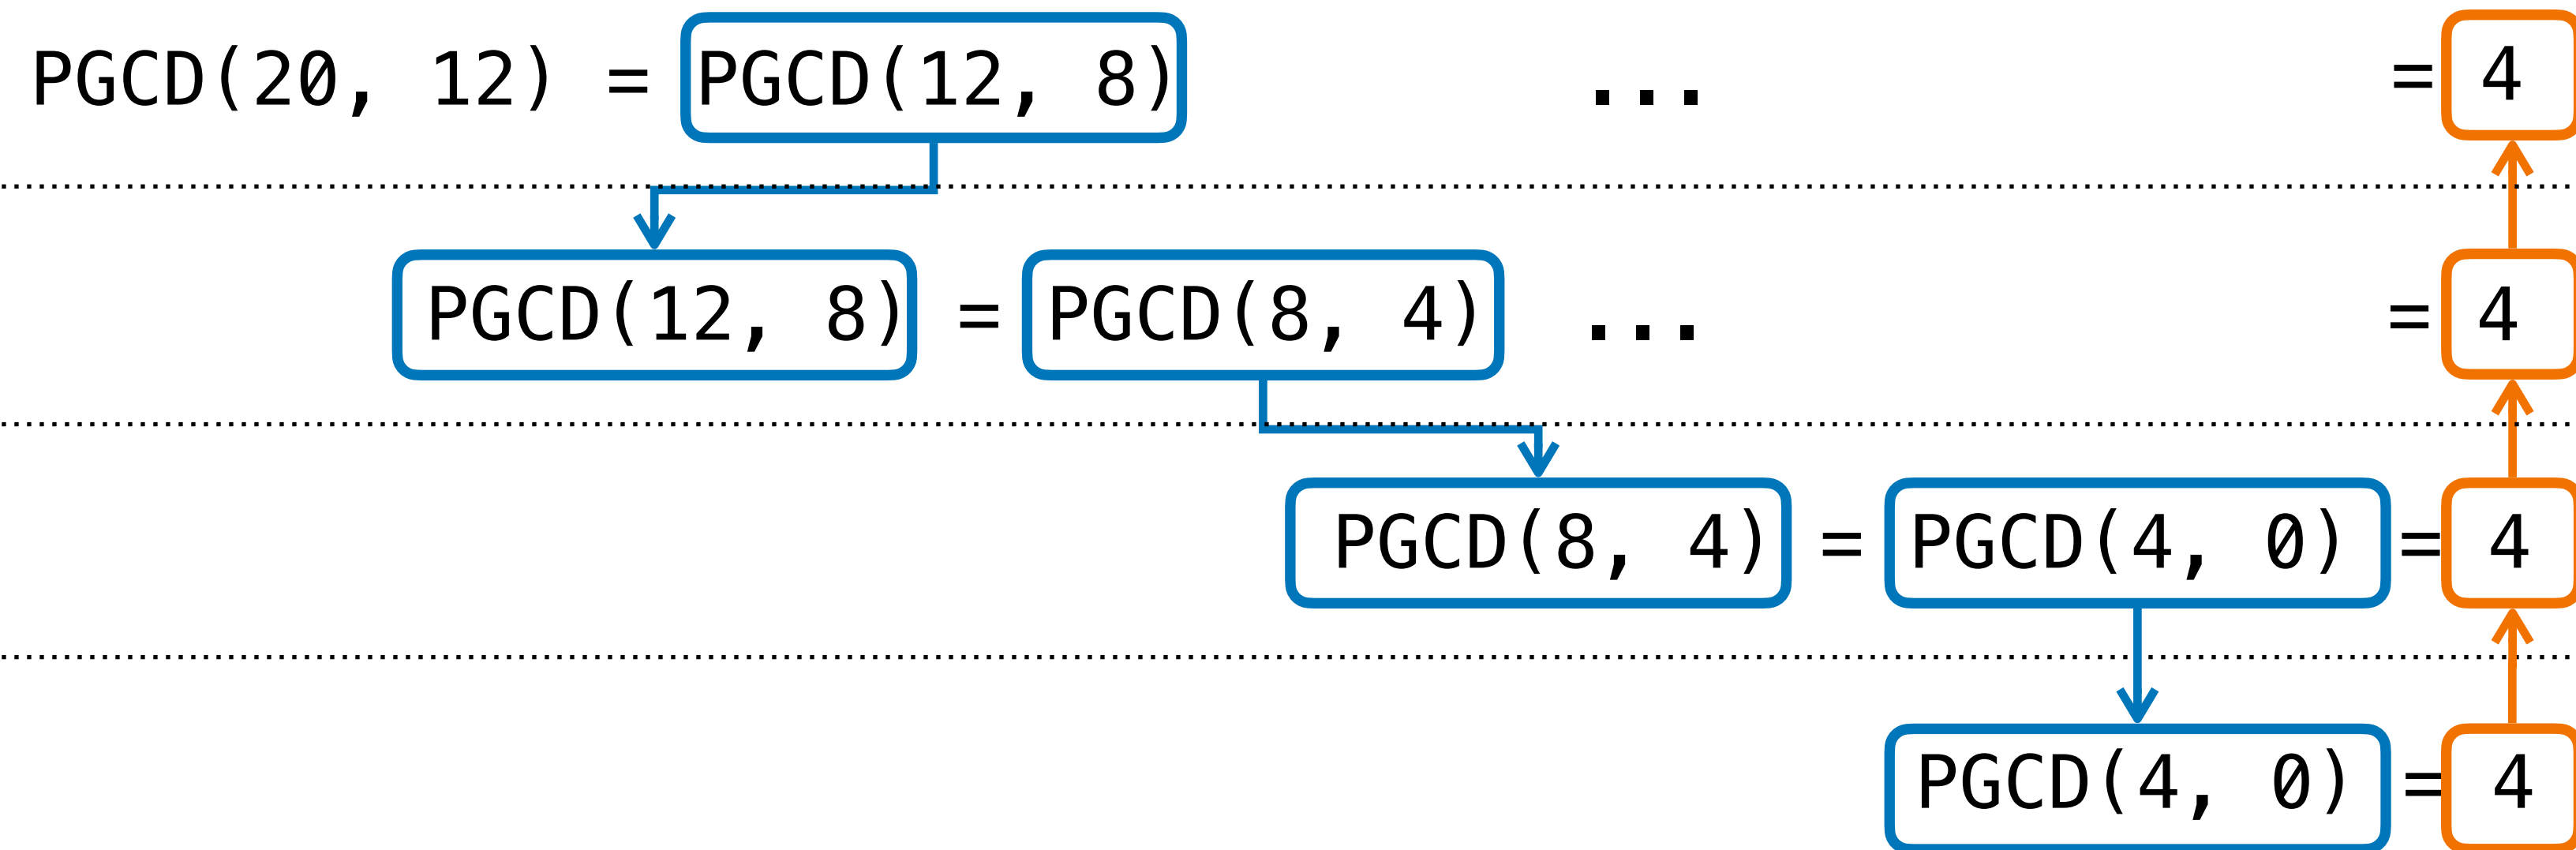 PGCD(20, 12) = PGCD(12, 8) ... = 4
PGCD(12, 8) = PGCD(8, 4) ... = 4
PGCD(8, 4) = PGCD(4, 0) = 4
PGCD(4, 0) = 4